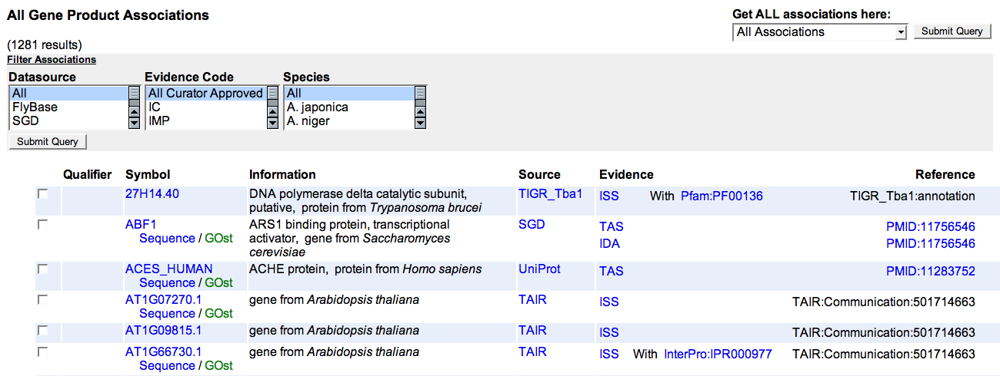 All Gene Product Associations
Get ALL associations here:
All Associations Submit Query
(1281 results)
Filter Associations
Datasource Evidence Code Species
All All Curator Approved All
FlyBase IC A. japonica
SGD IMP A. niger
Submit Query
Qualifier Symbol Information Source Evidence Reference
27H14.40 DNA polymerase delta catalytic subunit, TIGR_Tba1 ISS With Pfam:PF00136 TIGR_Tba1:annotation
putative, protein from Trypanosoma brucei
ABF1 ARS1 binding protein, transcriptional SGD TAS PMID:11756546
Sequence / GOst activator, gene from Saccharomyces IDA PMID:11756546
cerevisiae
ACES_HUMAN ACHE protein, protein from Homo sapiens UniProt TAS PMID:11283752
Sequence / GOst
AT1G07270.1 gene from Arabidopsis thaliana TAIR ISS TAIR:Communication:501714663
Sequence / GOst
AT1G09815.1 gene from Arabidopsis thaliana TAIR ISS TAIR:Communication:501714663
AT1G66730.1 gene from Arabidopsis thaliana TAIR ISS With InterPro:IPR000977 TAIR:Communication:501714663
Sequence / GOst